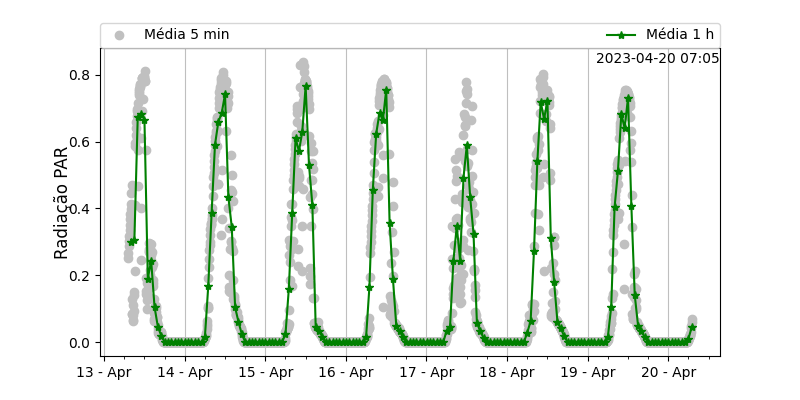 Média 5 min
Média 1 h
2023-04-20 07:05
Radiação PAR
0.8
0.6
0.4
0.2
0.0
13 - Apr
14 - Apr
15 - Apr
16 - Apr
17 - Apr
18 - Apr
19 - Apr
20 - Apr